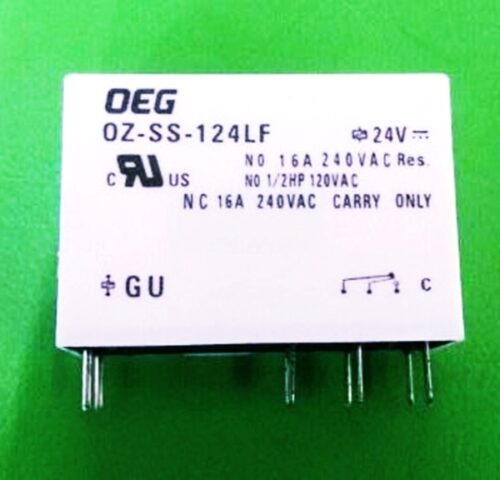 OEG
OZ-SS-124LF 24V⎓
NO 16A 240VAC Res.
c UR US NO 1/2HP 120VAC
NC 16A 240VAC CARRY ONLY
GU C